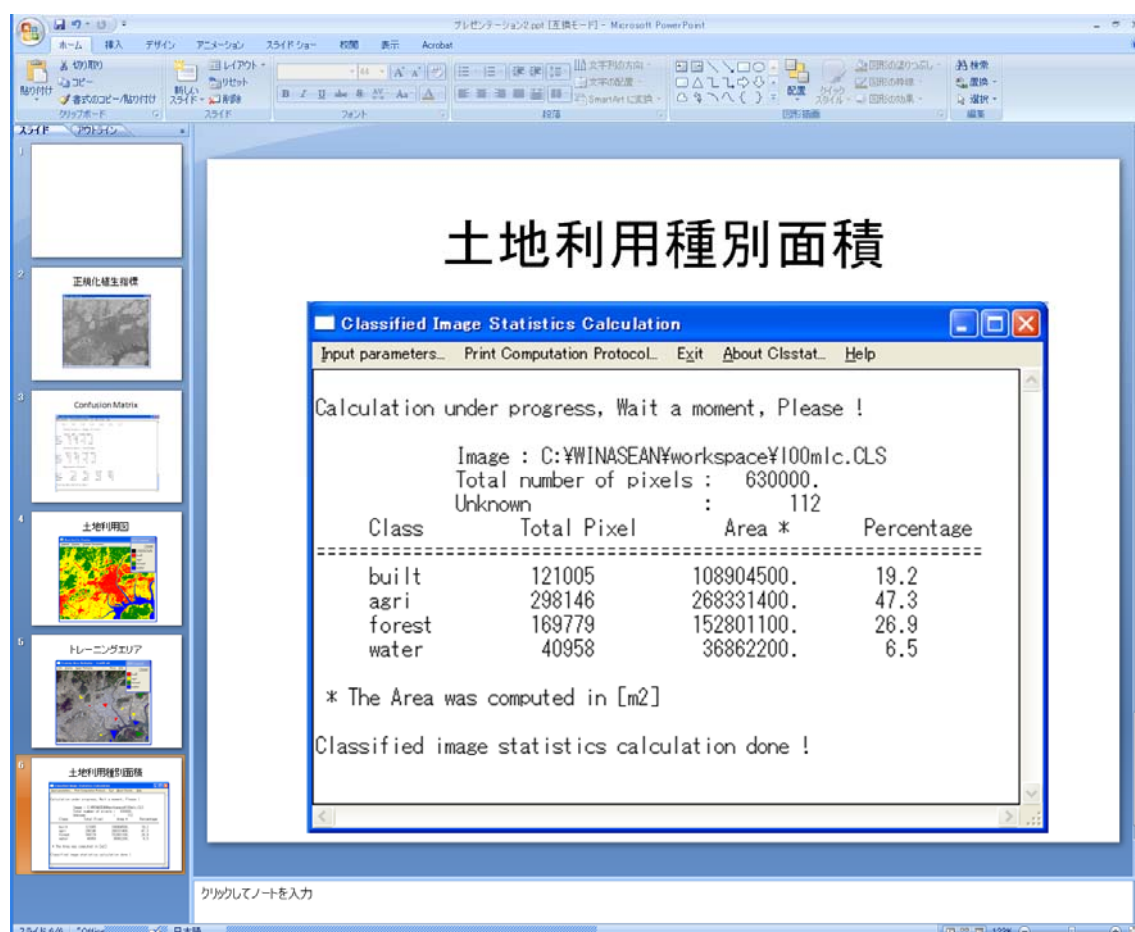 プレゼンテーション2.ppt [互換モード] - Microsoft PowerPoint
ホーム 挿入 デザイン アニメーション スライド ショー 校閲 表示 Acrobat
切り取り
コピー
書式のコピー/貼り付け
貼り付け
クリップボード
新しいスライド
レイアウト
リセット
削除
スライド
44
B I U abc S AV Aa A
フォント
文字列の方向
文字の配置
SmartArt に変換
段落
配置
クイックスタイル
図形の塗りつぶし
図形の枠線
図形の効果
図形描画
検索
置換
選択
編集
スライド アウトライン
1
2
正規化植生指標
3
Confusion Matrix
4
土地利用図
5
トレーニングエリア
6
土地利用種別面積
土地利用種別面積
Classified Image Statistics Calculation
Input parameters... Print Computation Protocol... Exit About Clsstat... Help
Calculation under progress, Wait a moment, Please !
Image : C:¥WINASEAN¥workspace¥l00mlc.CLS
Total number of pixels : 630000.
Unknown : 112
Class Total Pixel Area * Percentage
built 121005 108904500. 19.2
agri 298146 268331400. 47.3
forest 169779 152801100. 26.9
water 40958 36862200. 6.5
* The Area was computed in [m2]
Classified image statistics calculation done !
クリックしてノートを入力